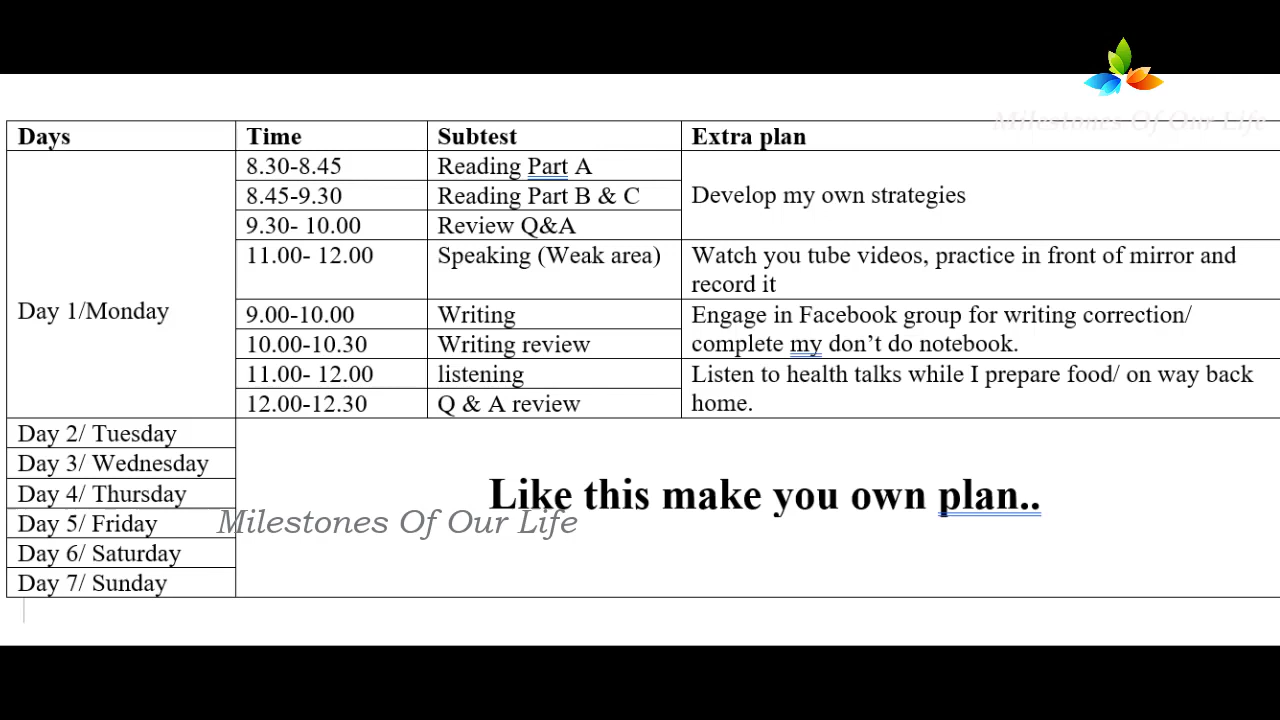 Milestones Of Our Life
Days Time Subtest Extra plan
Day 1/Monday
8.30-8.45 Reading Part A
8.45-9.30 Reading Part B & C
9.30- 10.00 Review Q&A
Develop my own strategies
11.00- 12.00 Speaking (Weak area)
Watch you tube videos, practice in front of mirror and
record it
9.00-10.00 Writing
10.00-10.30 Writing review
Engage in Facebook group for writing correction/
complete my don’t do notebook.
11.00- 12.00 listening
12.00-12.30 Q & A review
Listen to health talks while I prepare food/ on way back
home.
Day 2/ Tuesday
Day 3/ Wednesday
Day 4/ Thursday
Day 5/ Friday
Day 6/ Saturday
Day 7/ Sunday
Like this make you own plan..
Milestones Of Our Life